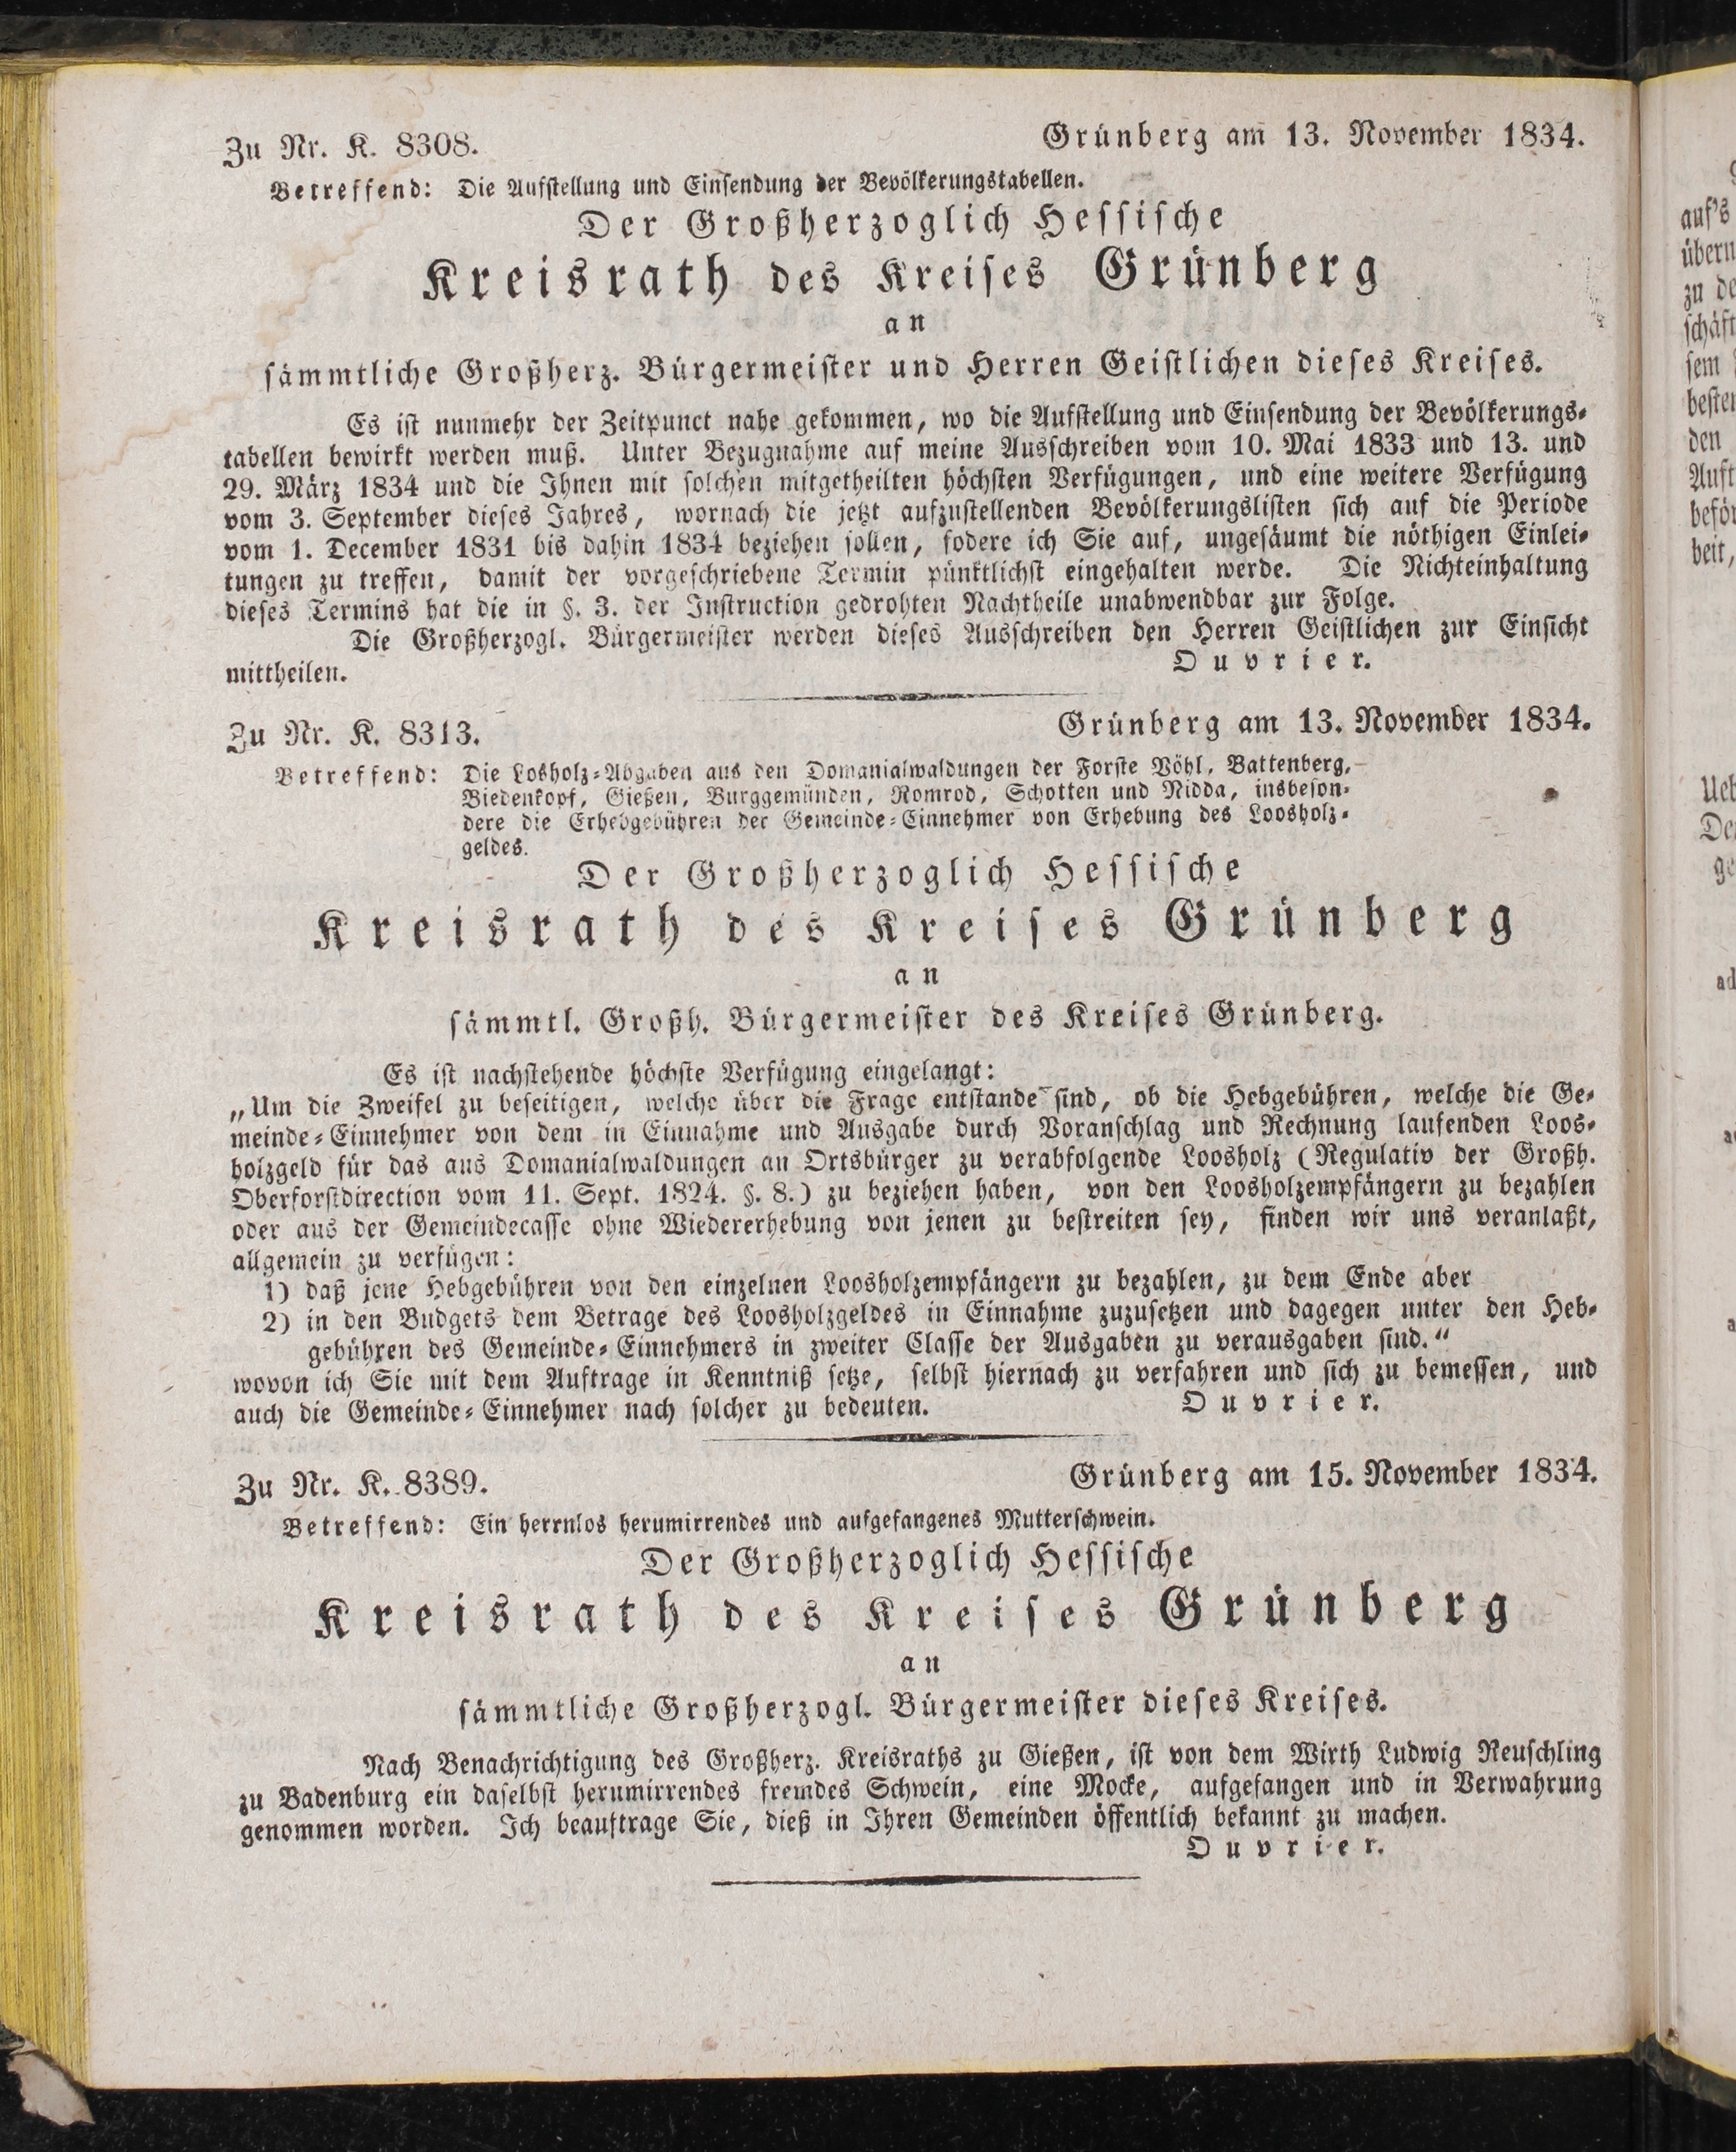 Zu Nr. K. 8308.
Grünberg am 13. November 1834.
Betreffend: Die Aufstellung und Einsendung der Bevölkerungstabellen.
Der Großherzoglich Hessische
Kreisrath des Kreises Grünberg
an
sämmtliche Großherz. Bürgermeister und Herren Geistlichen dieses Kreises.
Es ist nunmehr der Zeitpunct nahe gekommen, wo die Aufstellung und Einsendung der Bevölkerungs-
tabellen bewirkt werden muß. Unter Bezugnahme auf meine Ausschreiben vom 10. Mai 1833 und 13. und
29. März 1834 und die Ihnen mit solchen mitgetheilten höchsten Verfügungen, und eine weitere Verfügung
vom 3. September dieses Jahres, wornach die jetzt aufzustellenden Bevölkerungslisten sich auf die Periode
vom 1. December 1831 bis dahin 1834 beziehen sollen, fodere ich Sie auf, ungesäumt die nöthigen Einlei-
tungen zu treffen, damit der vorgeschriebene Termin pünktlichst eingehalten werde. Die Nichteinhaltung
dieses Termins hat die in §. 3. der Instruction gedrohten Nachtheile unabwendbar zur Folge.
Die Großherzogl. Bürgermeister werden dieses Ausschreiben den Herren Geistlichen zur Einsicht
mittheilen.
Ouvrier.
Zu Nr. K. 8313.
Grünberg am 13. November 1834.
Betreffend: Die Losholz-Abgaben aus den Domanialwaldungen der Forste Vöhl, Battenberg,
Biedenkopf, Gießen, Burggemünden, Romrod, Schotten und Nidda, insbeson-
dere die Erhebgebühren der Gemeinde-Einnehmer von Erhebung des Loosholz-
geldes.
Der Großherzoglich Hessische
Kreisrath des Kreises Grünberg
an
sämmtl. Großh. Bürgermeister des Kreises Grünberg.
Es ist nachstehende höchste Verfügung eingelangt:
„Um die Zweifel zu beseitigen, welche über die Frage entstande sind, ob die Hebgebühren, welche die Ge-
meinde-Einnehmer von dem in Einnahme und Ausgabe durch Voranschlag und Rechnung laufenden Loos-
holzgeld für das aus Domanialwaldungen an Ortsbürger zu verabfolgende Loosholz (Regulativ der Großh.
Oberforstdirection vom 11. Sept. 1824. §. 8.) zu beziehen haben, von den Loosholzempfängern zu bezahlen
oder aus der Gemeindecasse ohne Wiedererhebung von jenen zu bestreiten sey, finden wir uns veranlaßt,
allgemein zu verfügen:
1) daß jene Hebgebühren von den einzelnen Loosholzempfängern zu bezahlen, zu dem Ende aber
2) in den Budgets dem Betrage des Loosholzgeldes in Einnahme zuzusetzen und dagegen unter den Heb-
gebühren des Gemeinde-Einnehmers in zweiter Classe der Ausgaben zu verausgaben sind.“
wovon ich Sie mit dem Auftrage in Kenntniß setze, selbst hiernach zu verfahren und sich zu bemessen, und
auch die Gemeinde-Einnehmer nach solcher zu bedeuten.
Ouvrier.
Zu Nr. K. 8389.
Grünberg am 15. November 1834.
Betreffend: Ein herrnlos herumirrendes und aufgefangenes Mutterschwein.
Der Großherzoglich Hessische
Kreisrath des Kreises Grünberg
an
sämmtliche Großherzogl. Bürgermeister dieses Kreises.
Nach Benachrichtigung des Großherz. Kreisraths zu Gießen, ist von dem Wirth Ludwig Reuschling
zu Badenburg ein daselbst herumirrendes fremdes Schwein, eine Mocke, aufgefangen und in Verwahrung
genommen worden. Ich beauftrage Sie, dieß in Ihren Gemeinden öffentlich bekannt zu machen.
Ouvrier.
auf's
übern
zu de
schäft
sem
bester
den
Auft
beför
beit,
Ueb
De
ge
ad